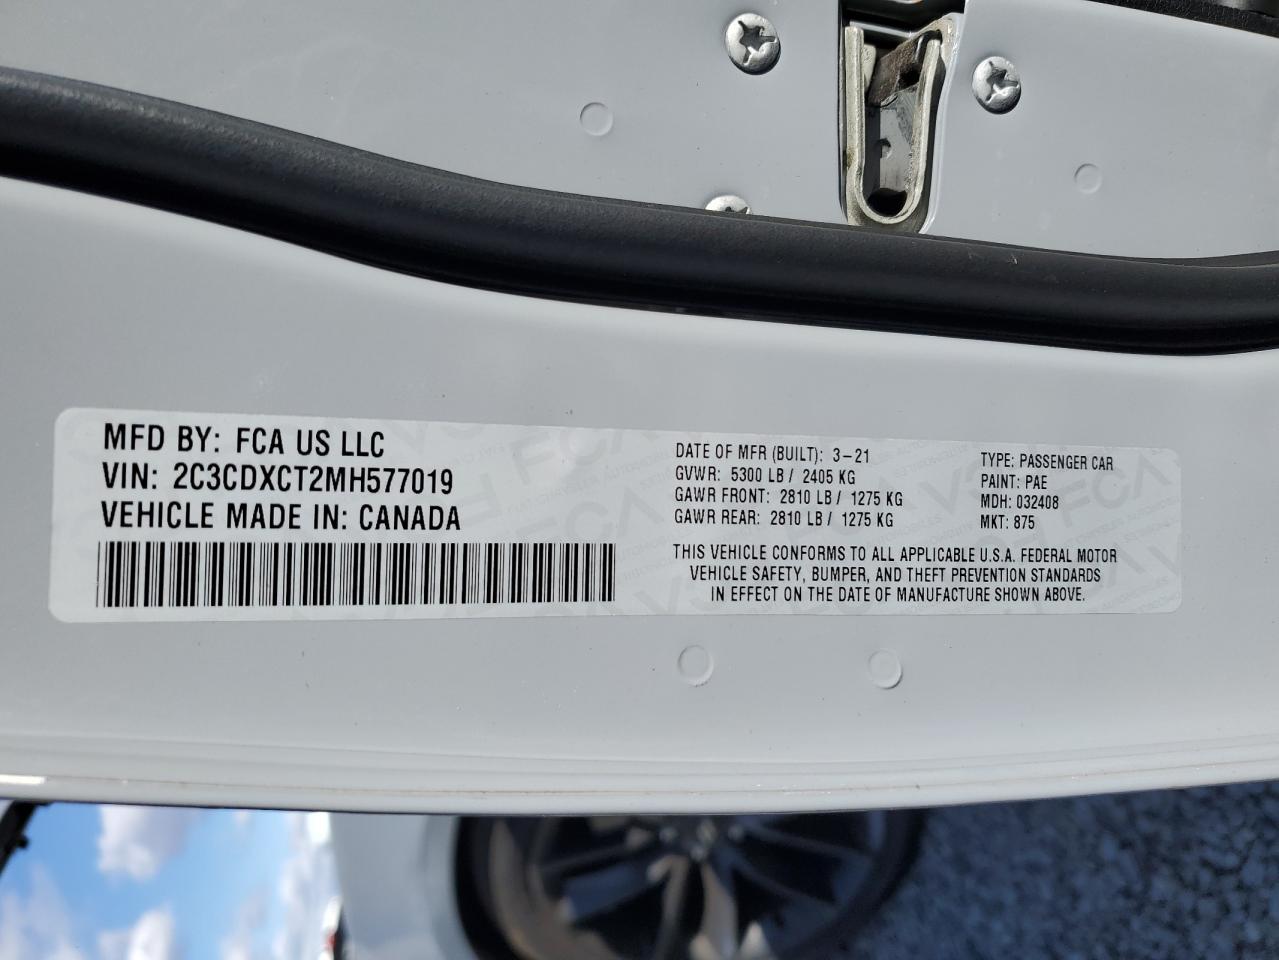 MFD BY: FCA US LLC
VIN: 2C3CDXCT2MH577019
VEHICLE MADE IN: CANADA
DATE OF MFR (BUILT): 3-21
GVWR: 5300 LB / 2405 KG
GAWR FRONT: 2810 LB / 1275 KG
GAWR REAR: 2810 LB / 1275 KG
TYPE: PASSENGER CAR
PAINT: PAE
MDH: 032408
MKT: 875
THIS VEHICLE CONFORMS TO ALL APPLICABLE U.S.A. FEDERAL MOTOR
VEHICLE SAFETY, BUMPER, AND THEFT PREVENTION STANDARDS
IN EFFECT ON THE DATE OF MANUFACTURE SHOWN ABOVE.